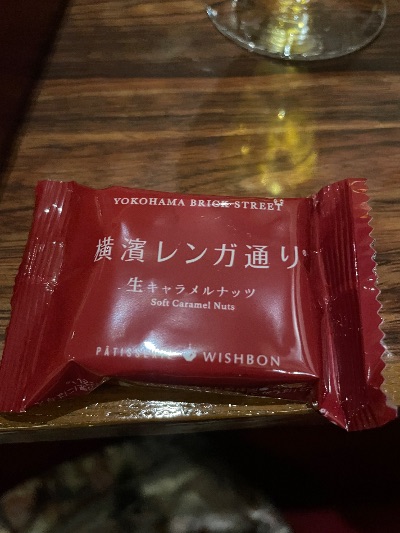 YOKOHAMA BRICK STREET
横濱レンガ通り
生キャラメルナッツ
Soft Caramel Nuts
PÂTISSERIE WISHBON